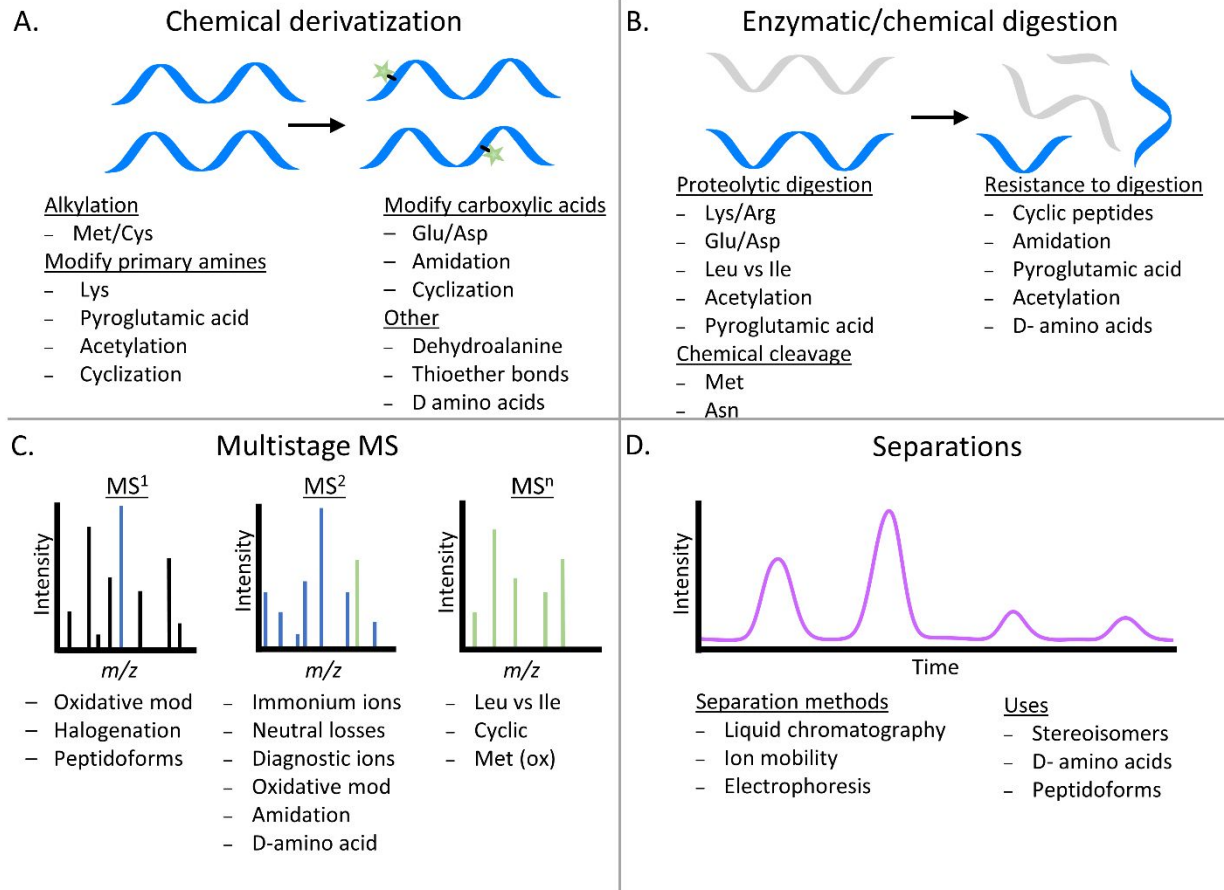 A. Chemical derivatization
Alkylation
– Met/Cys
Modify primary amines
– Lys
– Pyroglutamic acid
– Acetylation
– Cyclization
Modify carboxylic acids
– Glu/Asp
– Amidation
– Cyclization
Other
– Dehydroalanine
– Thioether bonds
– D amino acids
B. Enzymatic/chemical digestion
Proteolytic digestion
– Lys/Arg
– Glu/Asp
– Leu vs Ile
– Acetylation
– Pyroglutamic acid
Chemical cleavage
– Met
– Asn
Resistance to digestion
– Cyclic peptides
– Amidation
– Pyroglutamic acid
– Acetylation
– D- amino acids
C. Multistage MS
MS¹
Intensity
m/z
– Oxidative mod
– Halogenation
– Peptidoforms
MS²
Intensity
m/z
– Immonium ions
– Neutral losses
– Diagnostic ions
– Oxidative mod
– Amidation
– D-amino acid
MSⁿ
Intensity
m/z
– Leu vs Ile
– Cyclic
– Met (ox)
D. Separations
Intensity
Time
Separation methods
– Liquid chromatography
– Ion mobility
– Electrophoresis
Uses
– Stereoisomers
– D- amino acids
– Peptidoforms